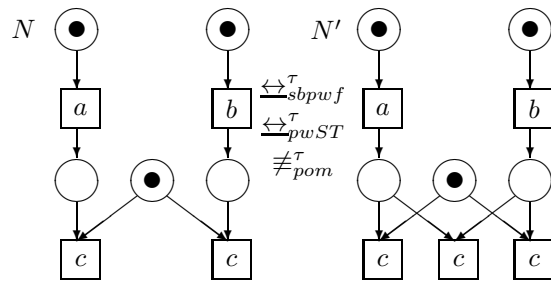 N N′
a b ↔^τ_sbpwf a b
↔^τ_pwST
≢^τ_pom
c c c c c